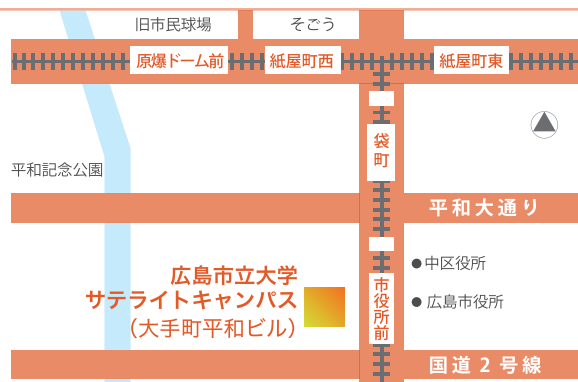 旧市民球場
そごう
原爆ドーム前
紙屋町西
紙屋町東
袋町
平和記念公園
平和大通り
中区役所
広島市立大学
サテライトキャンパス
（大手町平和ビル）
市役所前
広島市役所
国道2号線